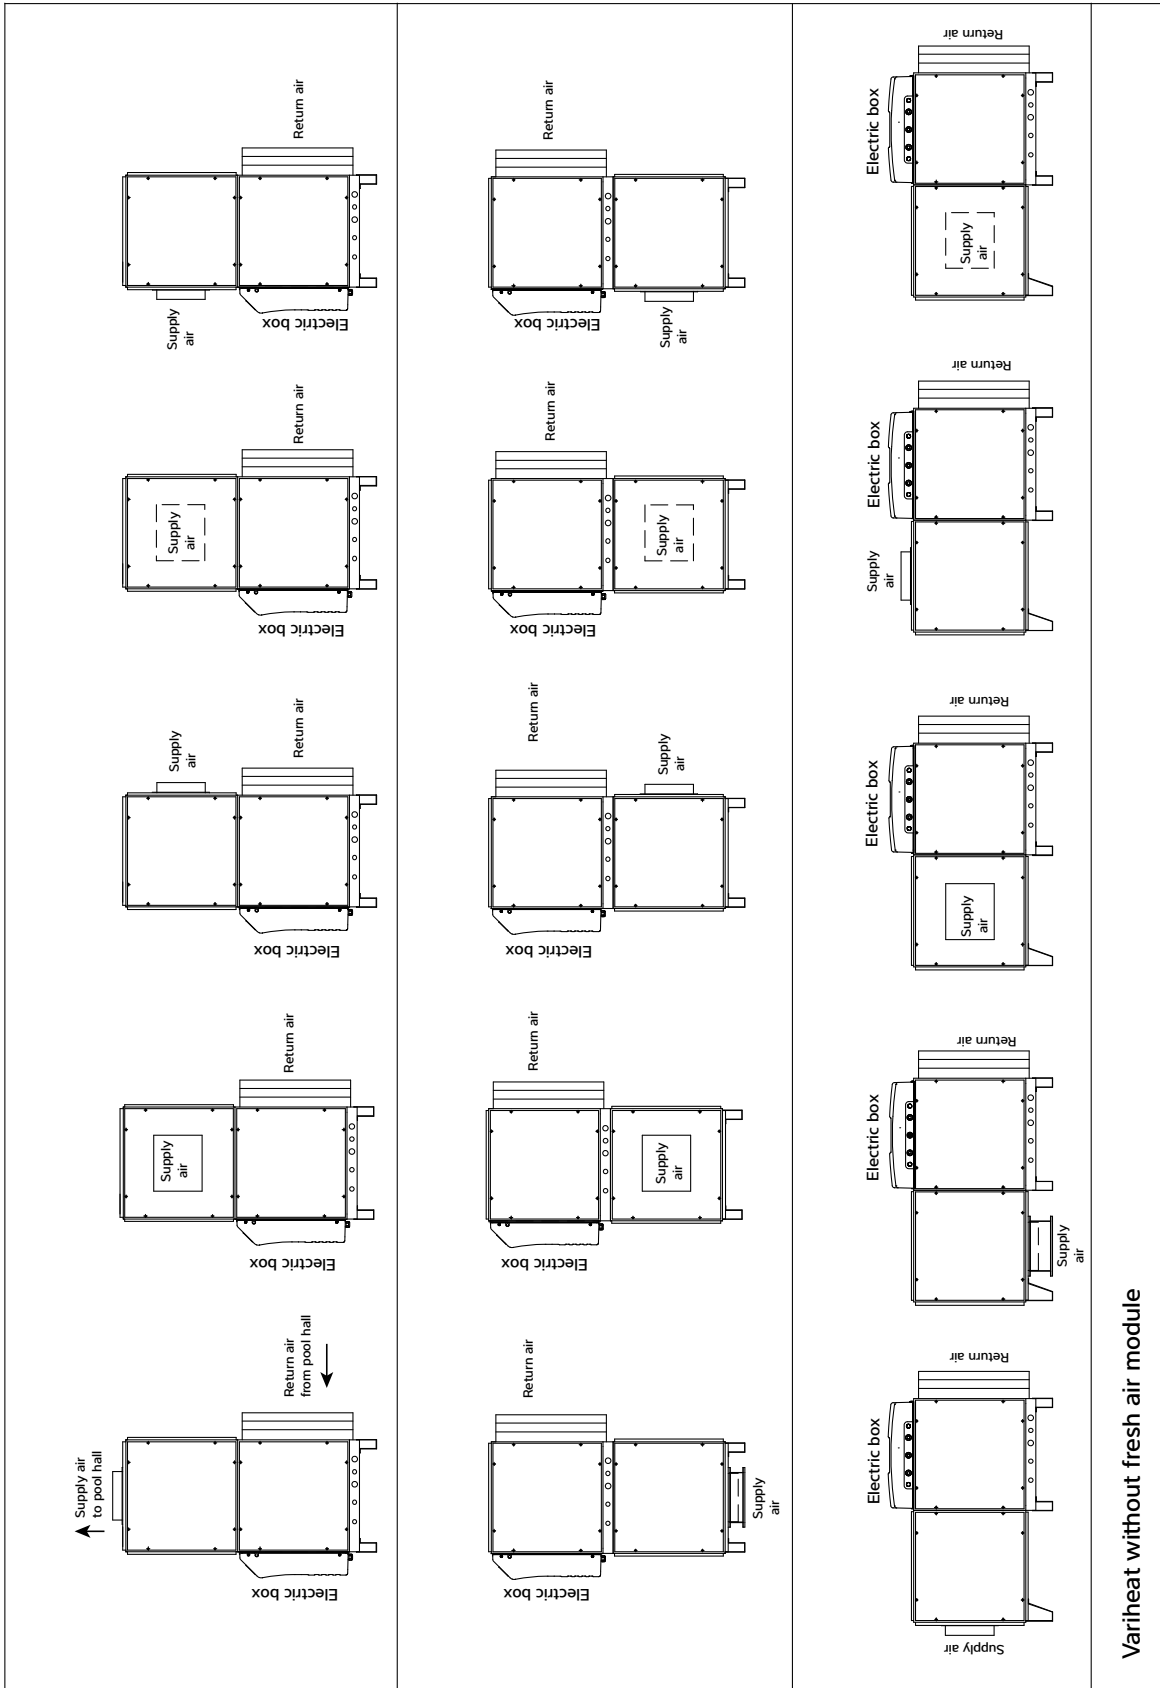 Return air
Supply
air
Electric box
Return air
Supply
air
Electric box
Supply
air
Return air
Electric box
Return air
Supply
air
Electric box
Return air
from pool hall
Supply air
to pool hall
Electric box
Return air
Electric box
Supply
air
Return air
Supply
air
Electric box
Return air
Supply
air
Electric box
Return air
Supply
air
Electric box
Return air
Supply
air
Electric box
Return air
Electric box
Supply
air
Return air
Electric box
Supply
air
Return air
Electric box
Supply
air
Return air
Electric box
Supply
air
Return air
Electric box
Supply air
Variheat without fresh air module